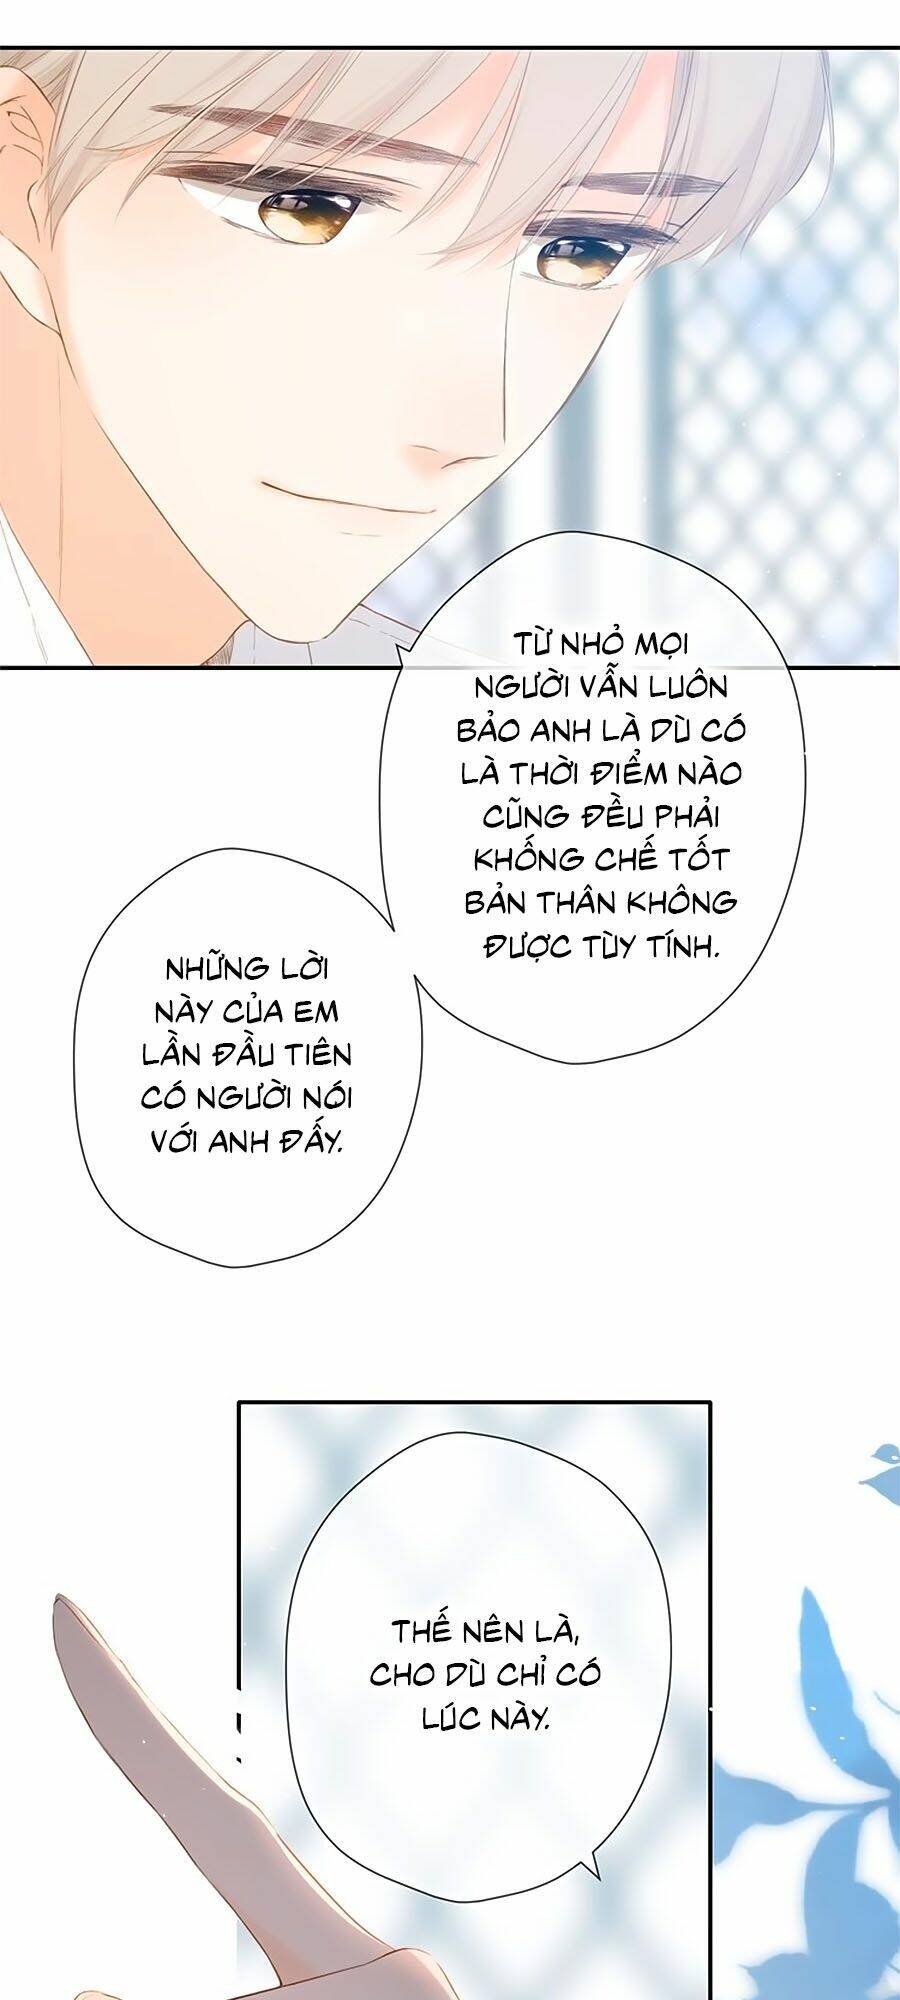 TỪ NHỎ MỌI
NGƯỜI VẪN LUÔN
BẢO ANH LÀ DÙ CÓ
LÀ THỜI ĐIỂM NÀO
CŨNG ĐỀU PHẢI
KHỐNG CHẾ TỐT
BẢN THÂN KHÔNG
ĐƯỢC TÙY TÍNH.
NHỮNG LỜI
NÀY CỦA EM
LẦN ĐẦU TIÊN
CÓ NGƯỜI NÓI
VỚI ANH ĐẤY.
THẾ NÊN LÀ,
CHO DÙ CHỈ CÓ
LÚC NÀY.